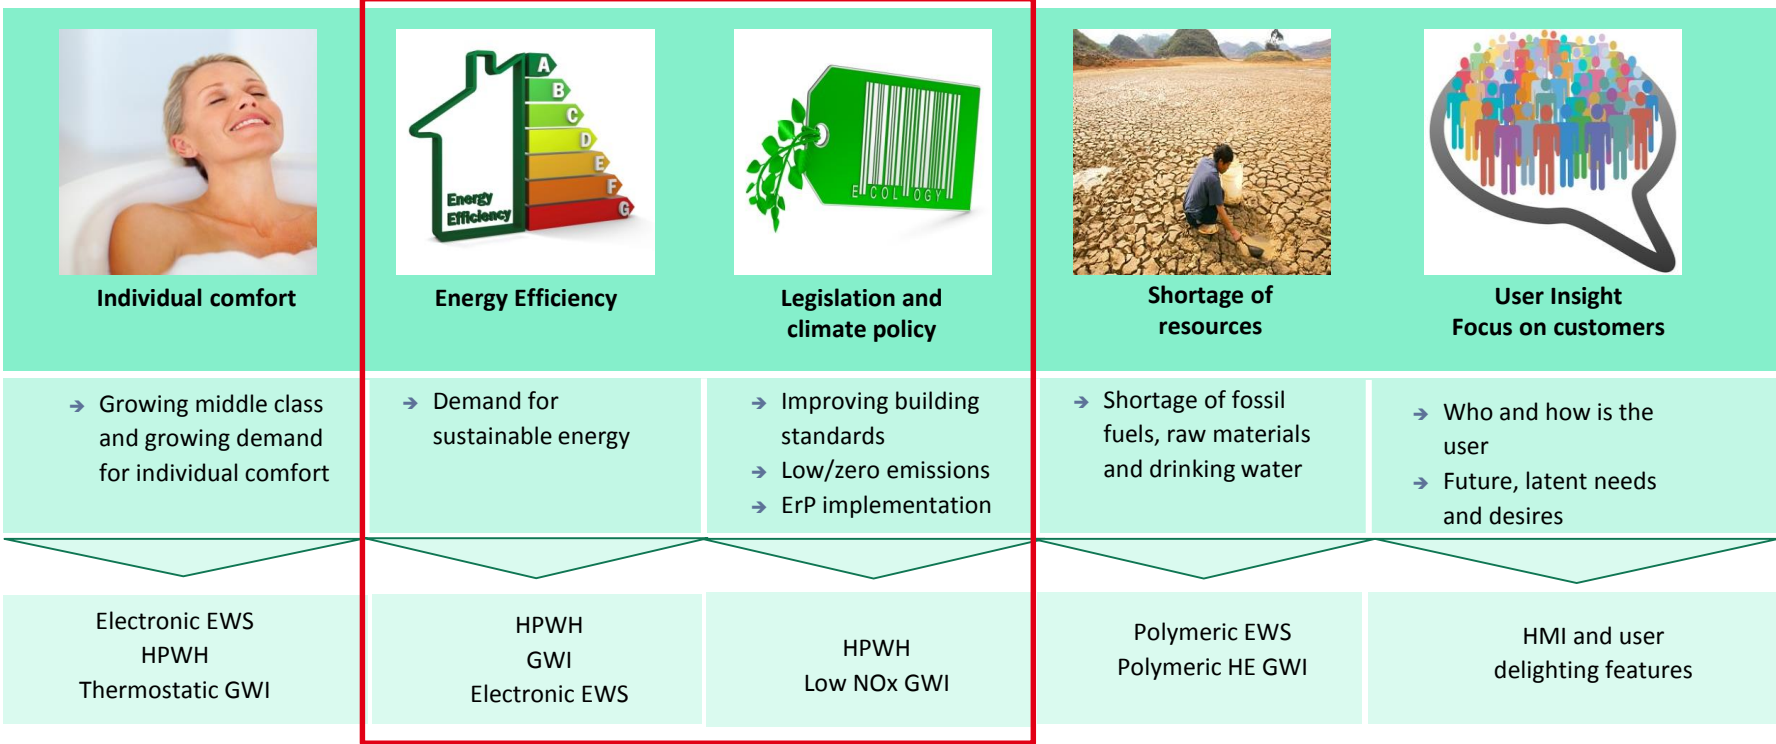 A
B
C
D
E
F
G
Energy
Efficiency
E COL OGY
Individual comfort
Energy Efficiency
Legislation and
climate policy
Shortage of
resources
User Insight
Focus on customers
➔ Growing middle class
and growing demand
for individual comfort
➔ Demand for
sustainable energy
➔ Improving building
standards
➔ Low/zero emissions
➔ ErP implementation
➔ Shortage of fossil
fuels, raw materials
and drinking water
➔ Who and how is the
user
➔ Future, latent needs
and desires
Electronic EWS
HPWH
Thermostatic GWI
HPWH
GWI
Electronic EWS
HPWH
Low NOx GWI
Polymeric EWS
Polymeric HE GWI
HMI and user
delighting features